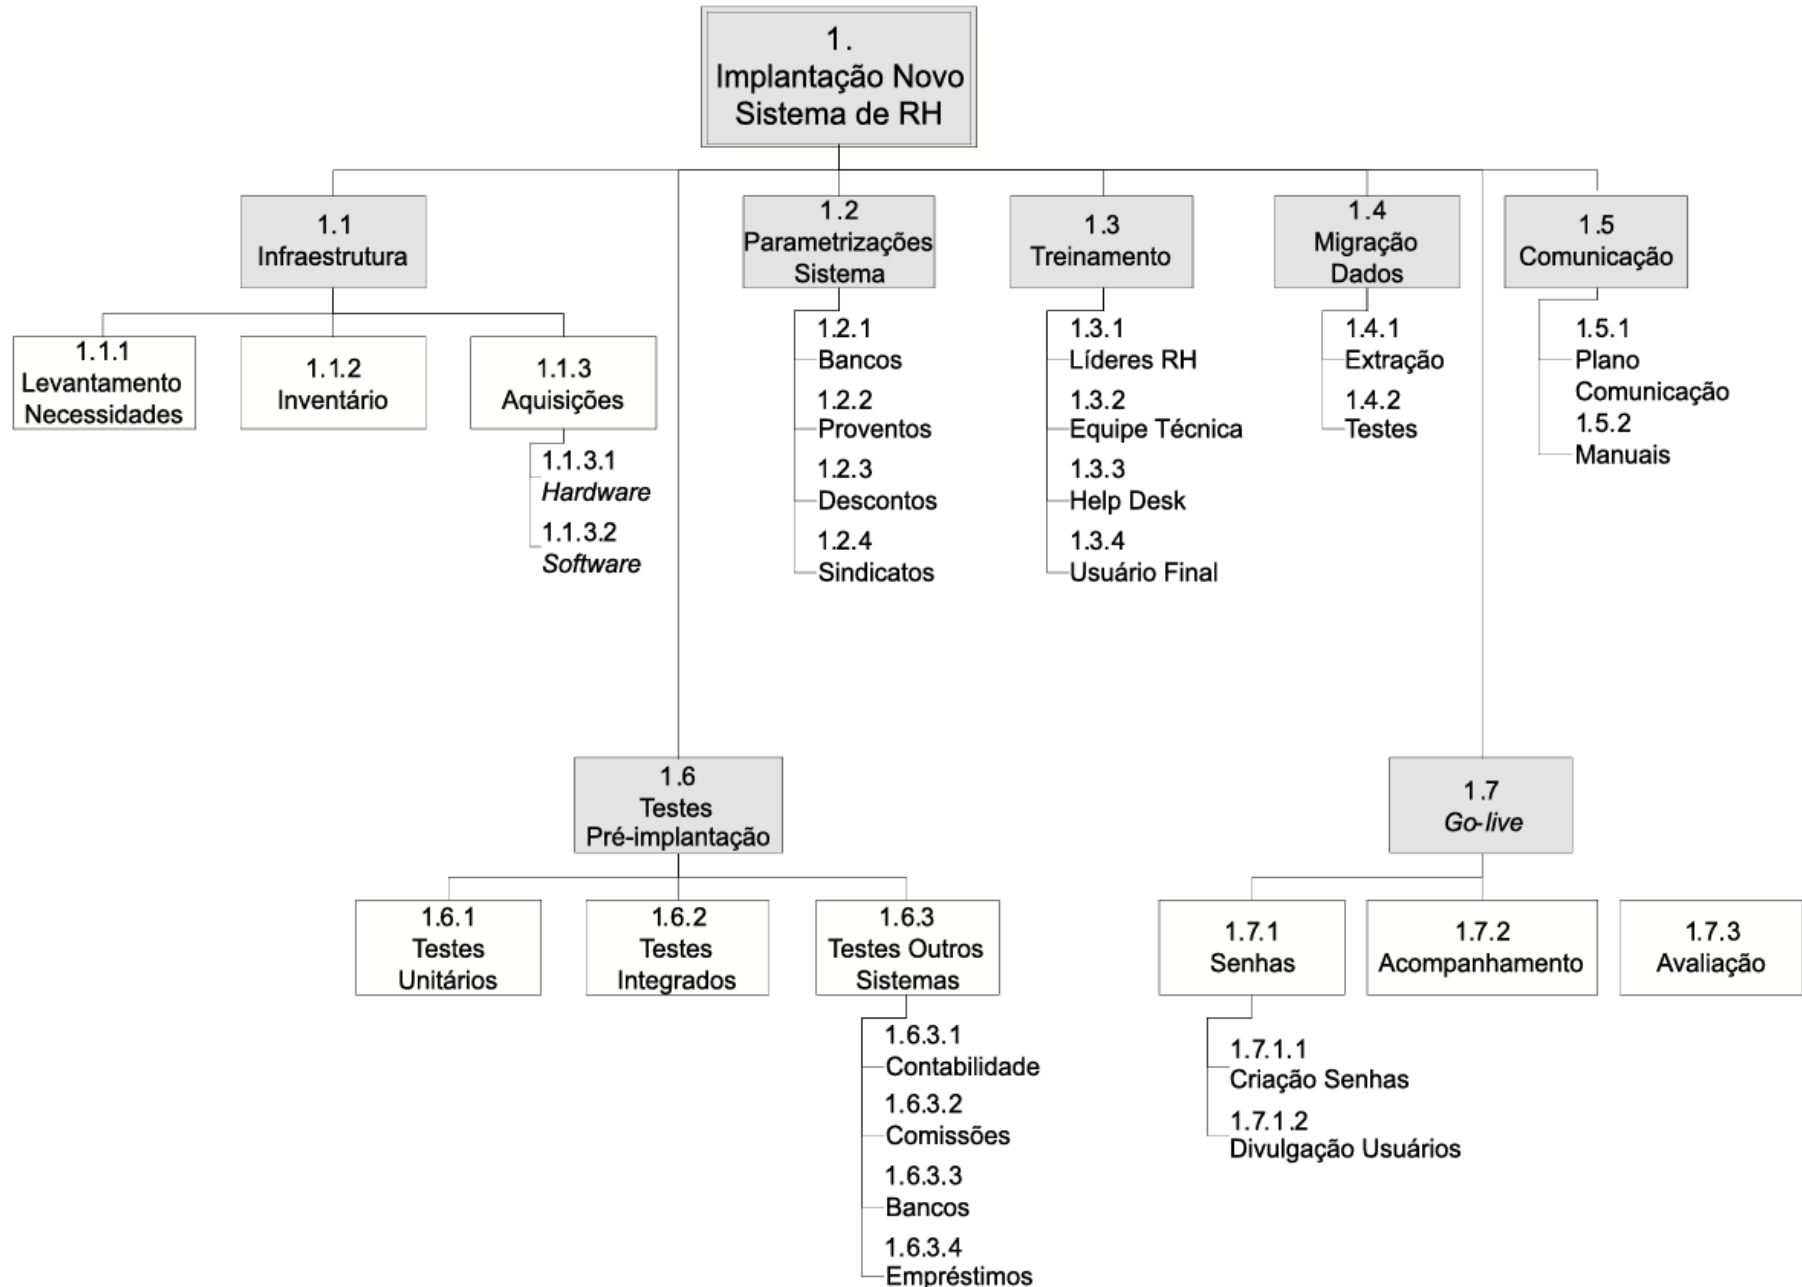 1.
Implantação Novo
Sistema de RH
1.1
Infraestrutura
1.2
Parametrizações
Sistema
1.3
Treinamento
1.4
Migração
Dados
1.5
Comunicação
1.1.1
Levantamento
Necessidades
1.1.2
Inventário
1.1.3
Aquisições
1.1.3.1
Hardware
1.1.3.2
Software
1.2.1
Bancos
1.2.2
Proventos
1.2.3
Descontos
1.2.4
Sindicatos
1.3.1
Líderes RH
1.3.2
Equipe Técnica
1.3.3
Help Desk
1.3.4
Usuário Final
1.4.1
Extração
1.4.2
Testes
1.5.1
Plano
Comunicação
1.5.2
Manuais
1.6
Testes
Pré-implantação
1.7
Go-live
1.6.1
Testes
Unitários
1.6.2
Testes
Integrados
1.6.3
Testes Outros
Sistemas
1.7.1
Senhas
1.7.2
Acompanhamento
1.7.3
Avaliação
1.6.3.1
Contabilidade
1.6.3.2
Comissões
1.6.3.3
Bancos
1.6.3.4
Empréstimos
1.7.1.1
Criação Senhas
1.7.1.2
Divulgação Usuários